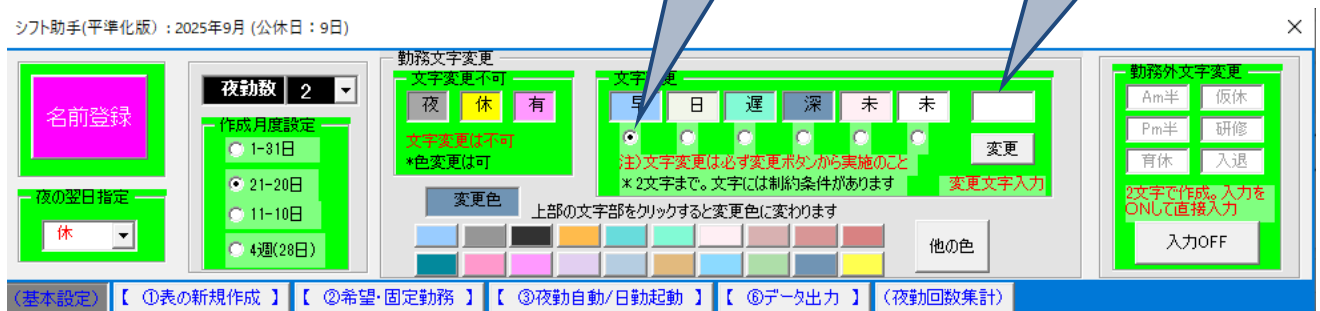 シフト助手(平準化版) : 2025年9月 (公休日：9日)
名前登録
夜の翌日指定
休
夜勤数 2
作成月度設定
1-31日
21-20日
11-10日
4週(28日)
勤務文字変更
文字変更不可
夜 休 有
文字変更は不可
*色変更は可
文字変更
早 日 遅 深 未 未
変更
注)文字変更は必ず変更ボタンから実施のこと
*2文字まで。文字には制約条件があります
変更文字入力
変更色
上部の文字部をクリックすると変更色に変わります
他の色
勤務外文字変更
Am半 仮休
Pm半 研修
育休 入退
2文字で作成。入力を
ONして直接入力
入力OFF
(基本設定) 【 ①表の新規作成 】 【 ②希望・固定勤務 】 【 ③夜勤自動/日勤起動 】 【 ⑥データ出力 】 (夜勤回数集計)